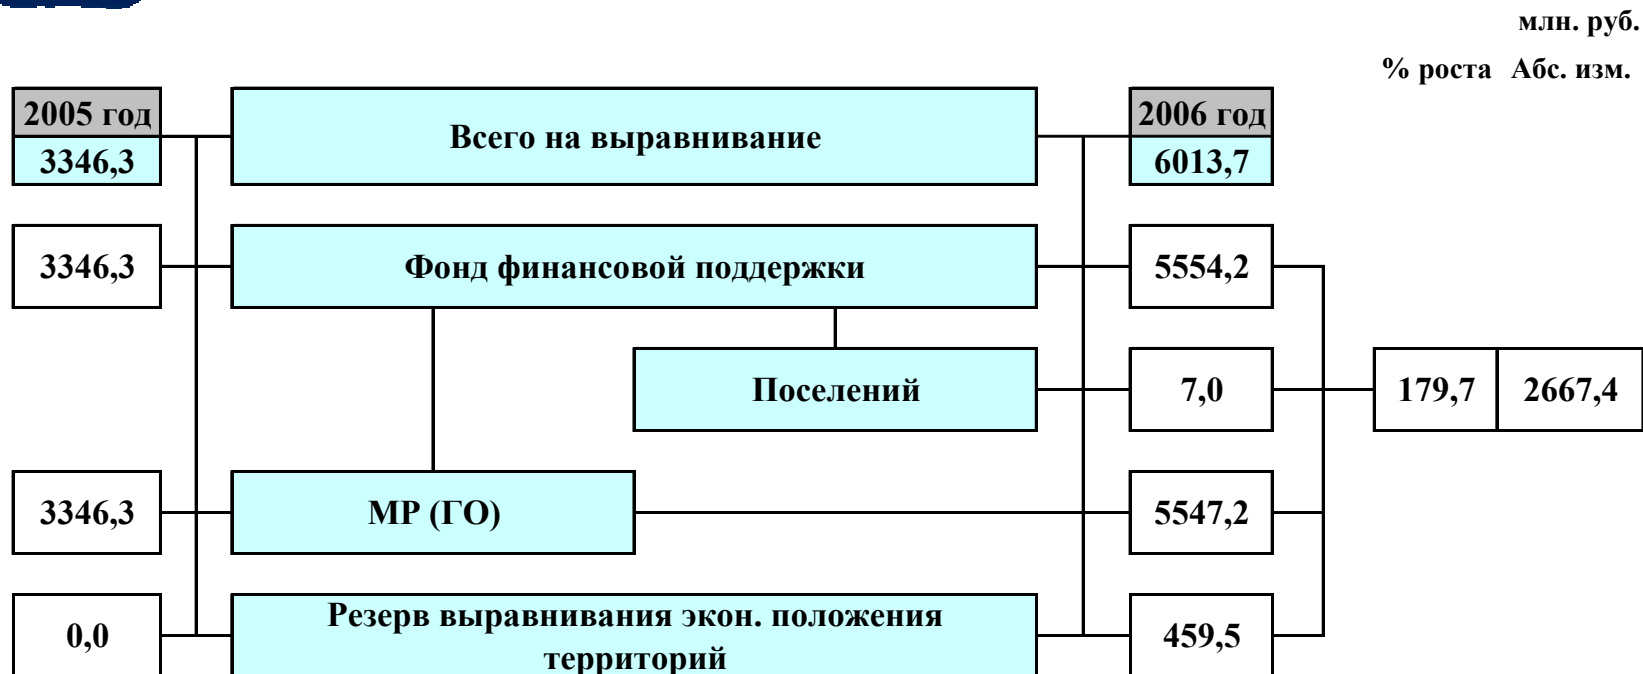 млн. руб.
% роста Абс. изм.
2005 год
3346,3
Всего на выравнивание
2006 год
6013,7
3346,3
Фонд финансовой поддержки
5554,2
Поселений
7,0
179,7
2667,4
3346,3
МР (ГО)
5547,2
0,0
Резерв выравнивания экон. положения
территорий
459,5